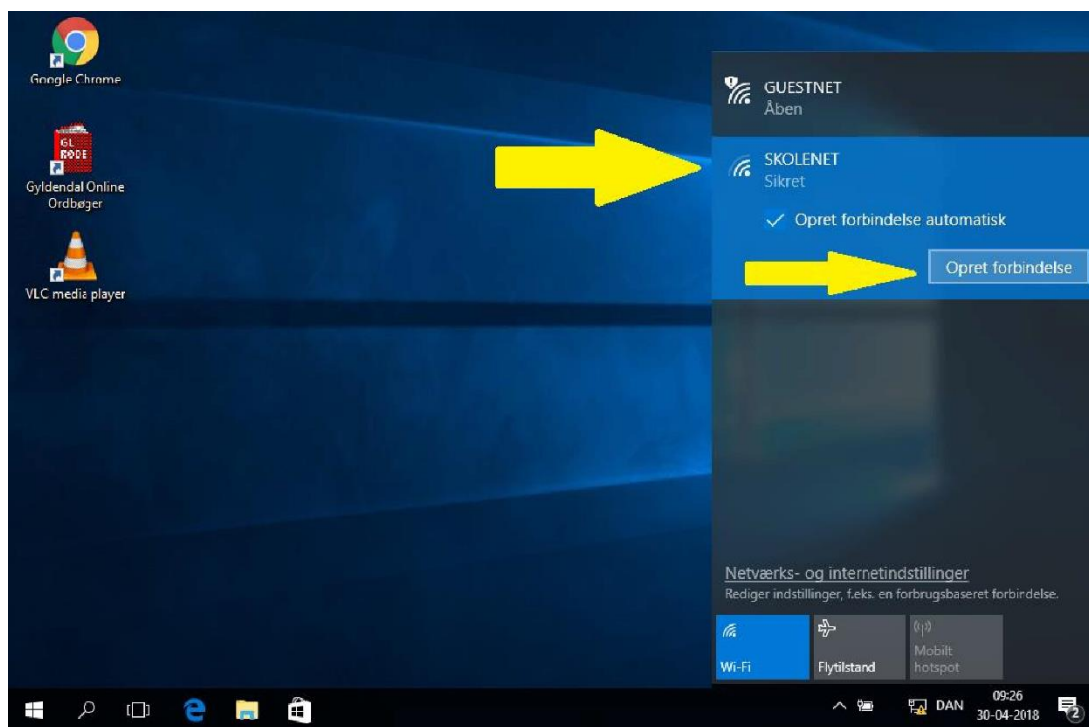 Google Chrome
GL
RØDE
Gyldendal Online
Ordbøger
VLC media player
GUESTNET
Åben
SKOLENET
Sikret
Opret forbindelse automatisk
Opret forbindelse
Netværks- og internetindstillinger
Rediger indstillinger, f.eks. en forbrugsbaseret forbindelse.
Wi-Fi
Flytilstand
Mobilt
hotspot
DAN
09:26
30-04-2018
2